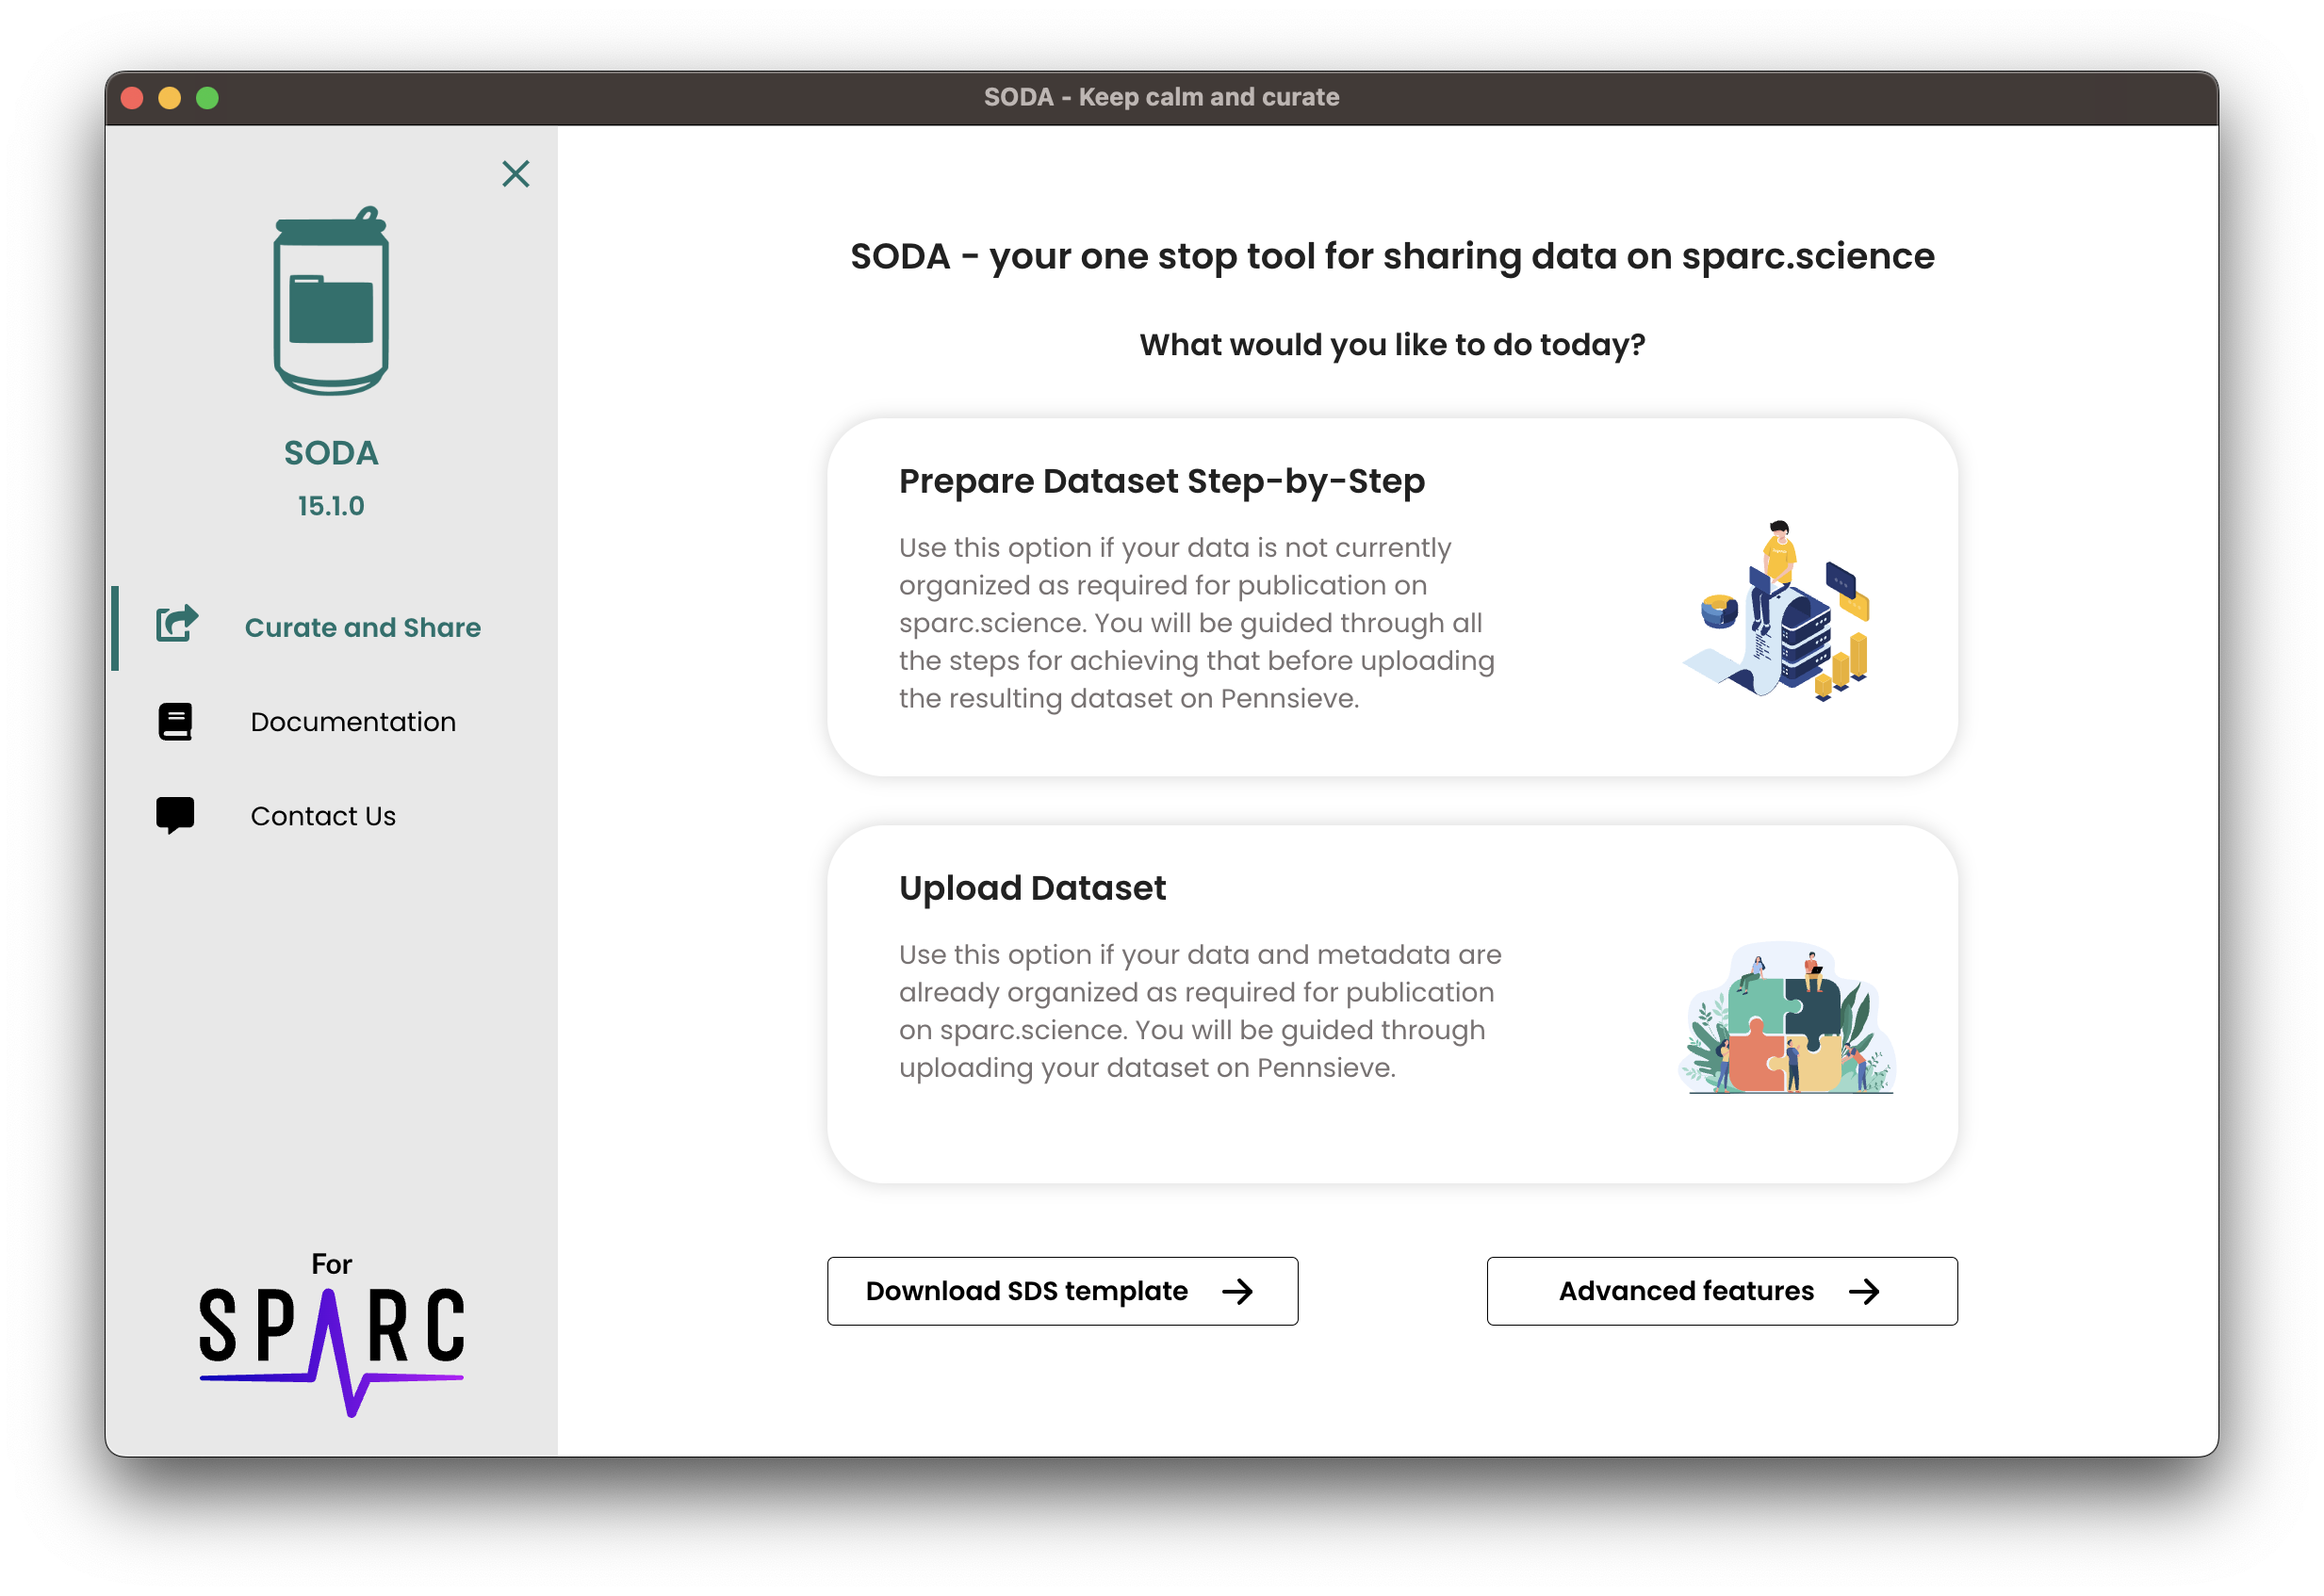 SODA - Keep calm and curate
SODA
15.1.0
Curate and Share
Documentation
Contact Us
For
SPARC
SODA - your one stop tool for sharing data on sparc.science
What would you like to do today?
Prepare Dataset Step-by-Step
Use this option if your data is not currently
organized as required for publication on
sparc.science. You will be guided through all
the steps for achieving that before uploading
the resulting dataset on Pennsieve.
Upload Dataset
Use this option if your data and metadata are
already organized as required for publication
on sparc.science. You will be guided through
uploading your dataset on Pennsieve.
Download SDS template
Advanced features